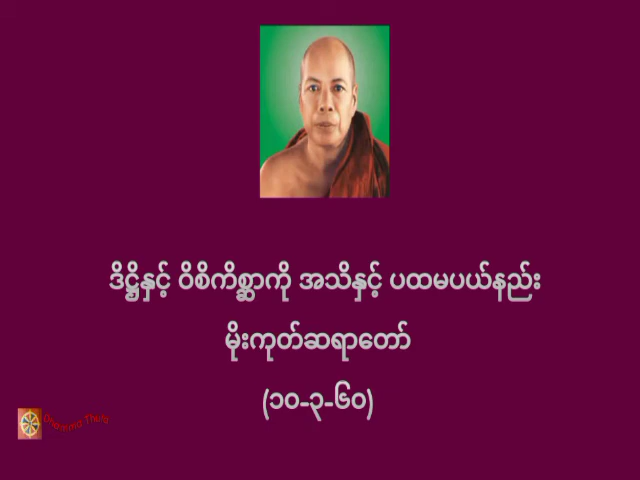 ဒိဋ္ဌိနှင့် ဝိစိကိစ္ဆာကို အသိနှင့် ပထမပယ်နည်း
မိုးကုတ်ဆရာတော်
(၁၀-၃-၆၀)